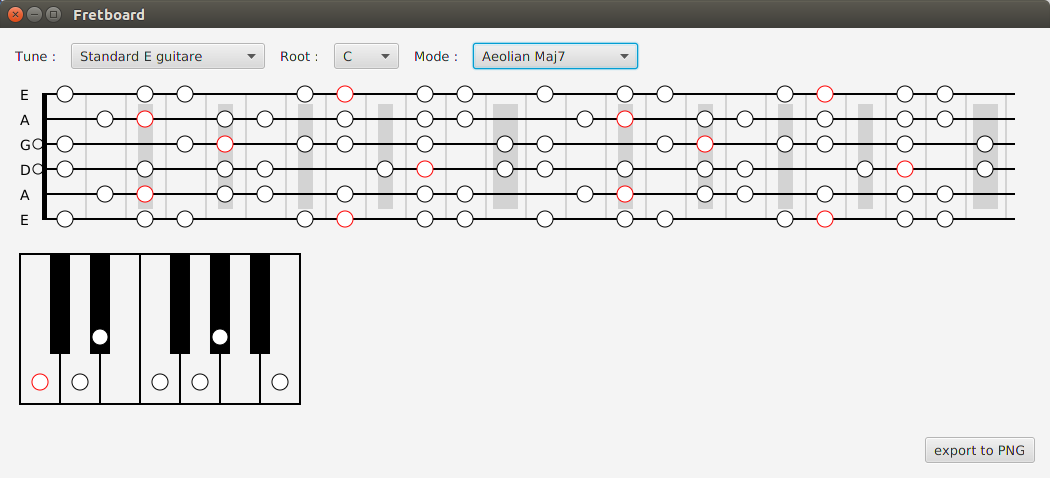 Fretboard
Tune : Standard E guitare Root : C Mode : Aeolian Maj7
E
A
G
D
A
E
export to PNG